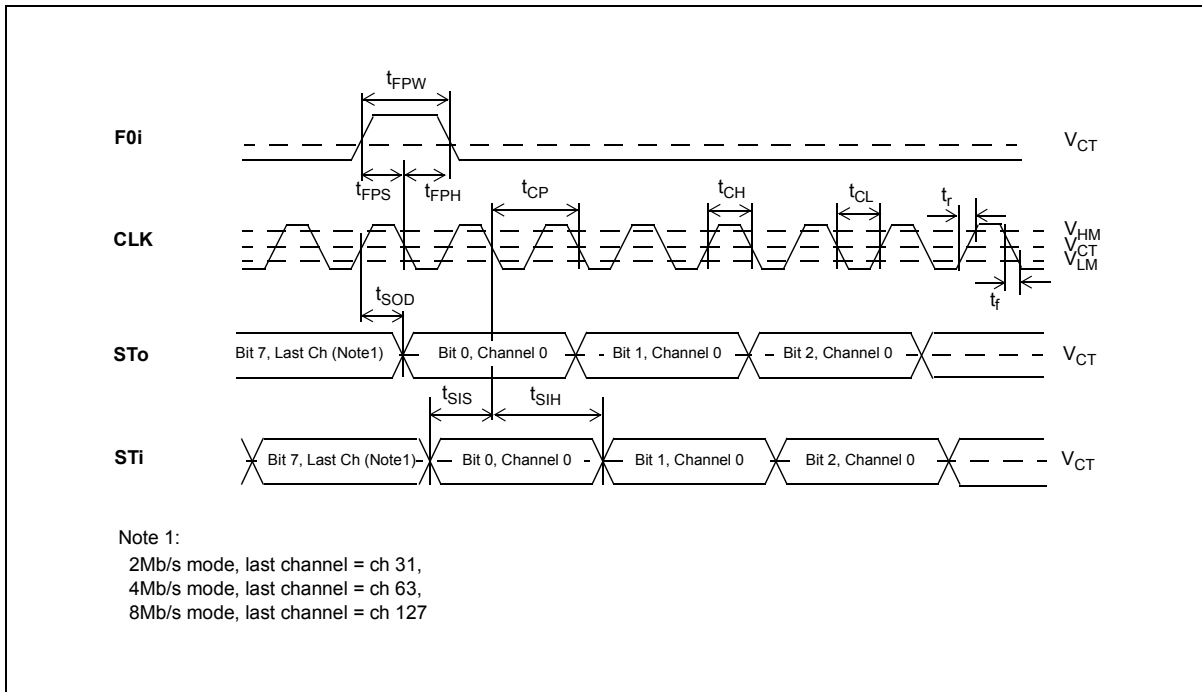 tFPW
F0i
VCT
tFPS
tFPH
tCP
tCH
tCL
tr
CLK
VHM
VCT
VLM
tSOD
tf
STo
Bit 7, Last Ch (Note1)
Bit 0, Channel 0
Bit 1, Channel 0
Bit 2, Channel 0
VCT
tSIS
tSIH
STi
Bit 7, Last Ch (Note1)
Bit 0, Channel 0
Bit 1, Channel 0
Bit 2, Channel 0
VCT
Note 1:
2Mb/s mode, last channel = ch 31,
4Mb/s mode, last channel = ch 63,
8Mb/s mode, last channel = ch 127